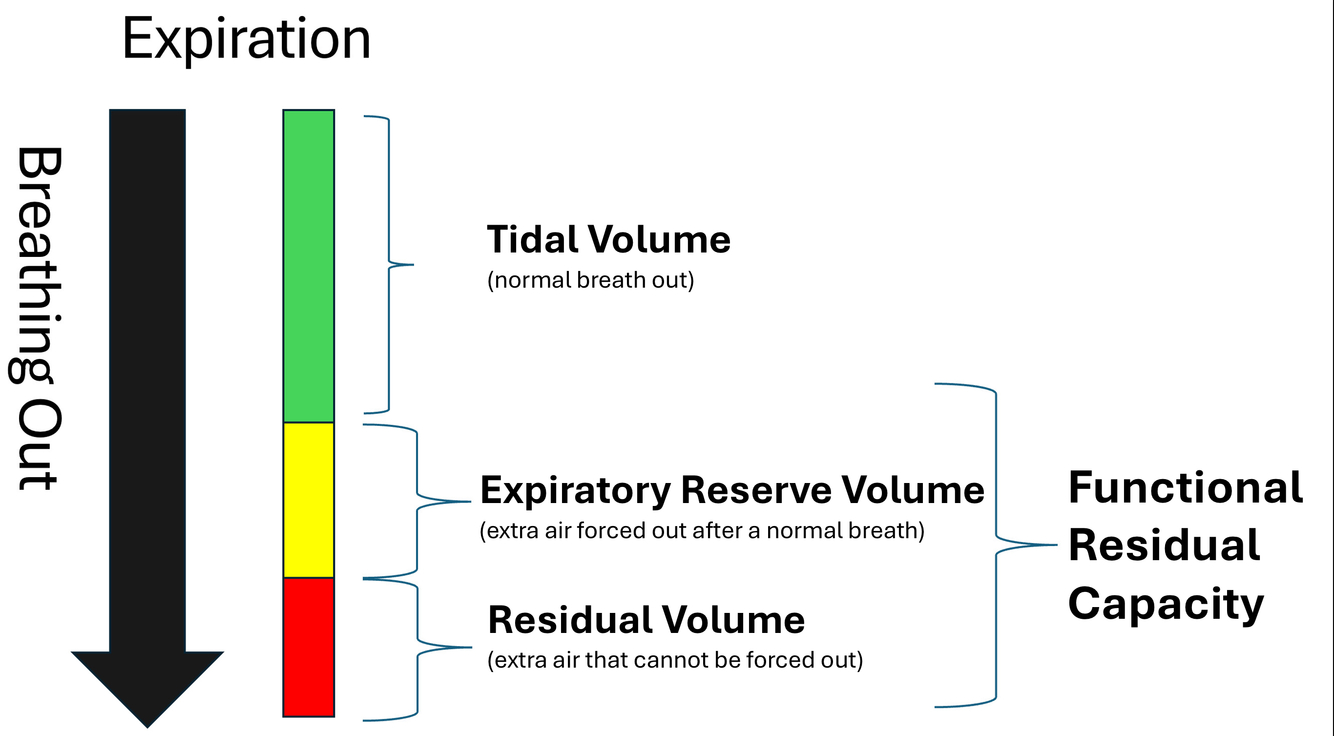 Expiration
Breathing Out
Tidal Volume
(normal breath out)
Expiratory Reserve Volume
(extra air forced out after a normal breath)
Residual Volume
(extra air that cannot be forced out)
Functional
Residual
Capacity